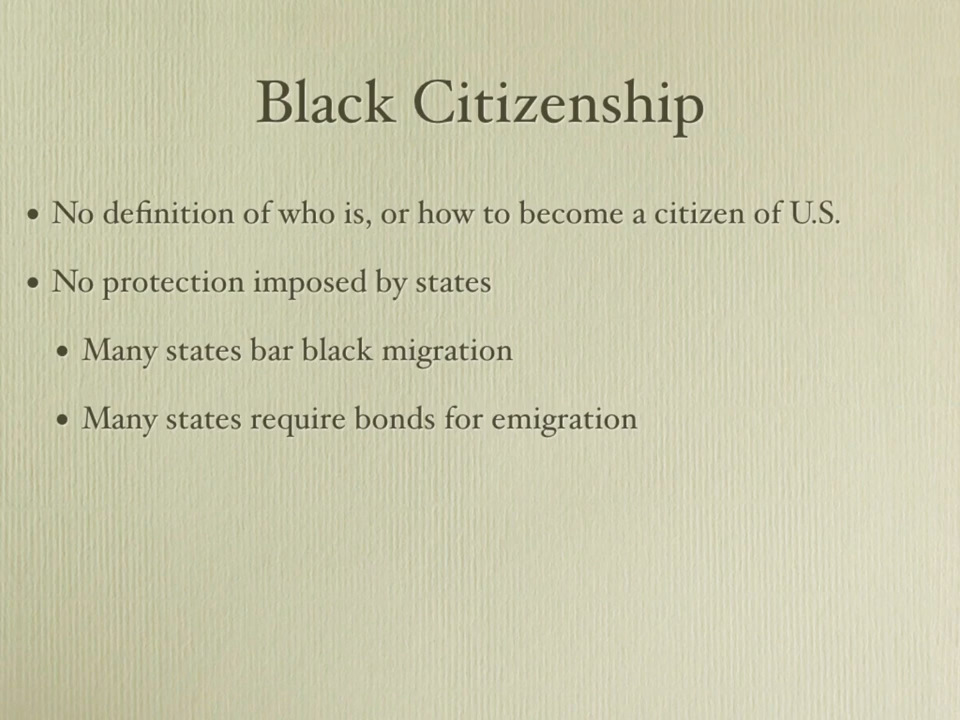 Black Citizenship
• No definition of who is, or how to become a citizen of U.S.
• No protection imposed by states
• Many states bar black migration
• Many states require bonds for emigration